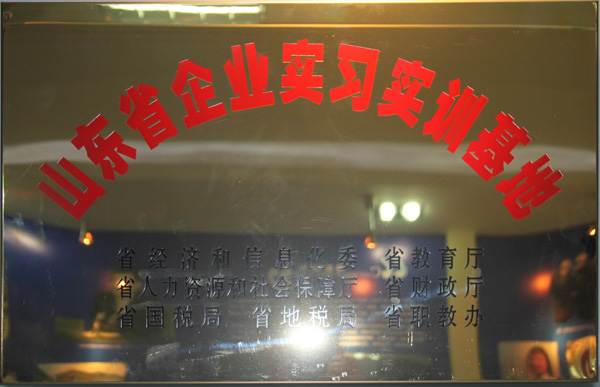 山东省企业实习实训基地
省经济和信息化委 省教育厅
省人力资源和社会保障厅 省财政厅
省国税局 省地税局 省职教办